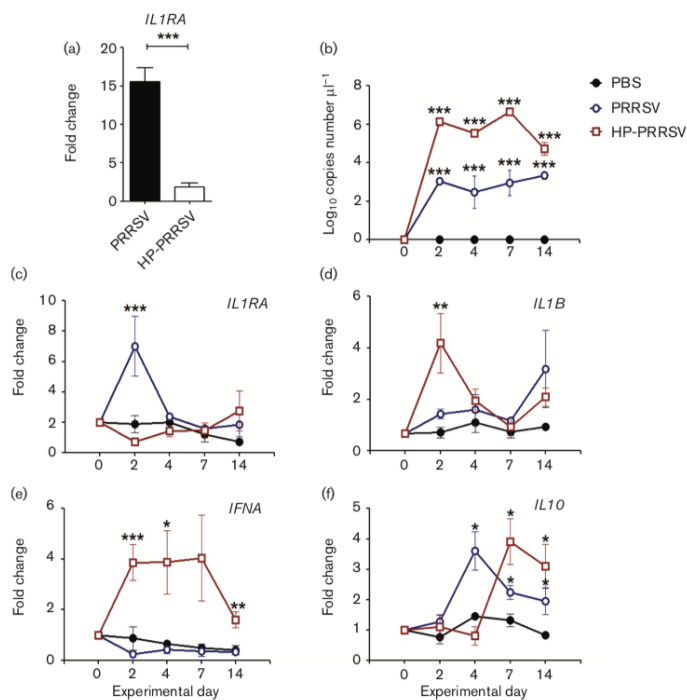 IL1RA
(a)
***
20
15
10
5
0
Fold change
PRRSV
HP-PRRSV
(b)
8
6
4
2
0
Log10 copies number µl–1
*** *** *** ***
*** *** *** ***
0 2 4 7 14
PBS
PRRSV
HP-PRRSV
(c)
IL1RA
10
8
6
4
2
0
Fold change
***
0 2 4 7 14
(d)
IL1B
6
4
2
0
Fold change
**
0 2 4 7 14
(e)
IFNA
6
4
2
0
Fold change
*** * **
0 2 4 7 14
Experimental day
(f)
IL10
5
4
3
2
1
0
Fold change
* * *
* *
0 2 4 7 14
Experimental day